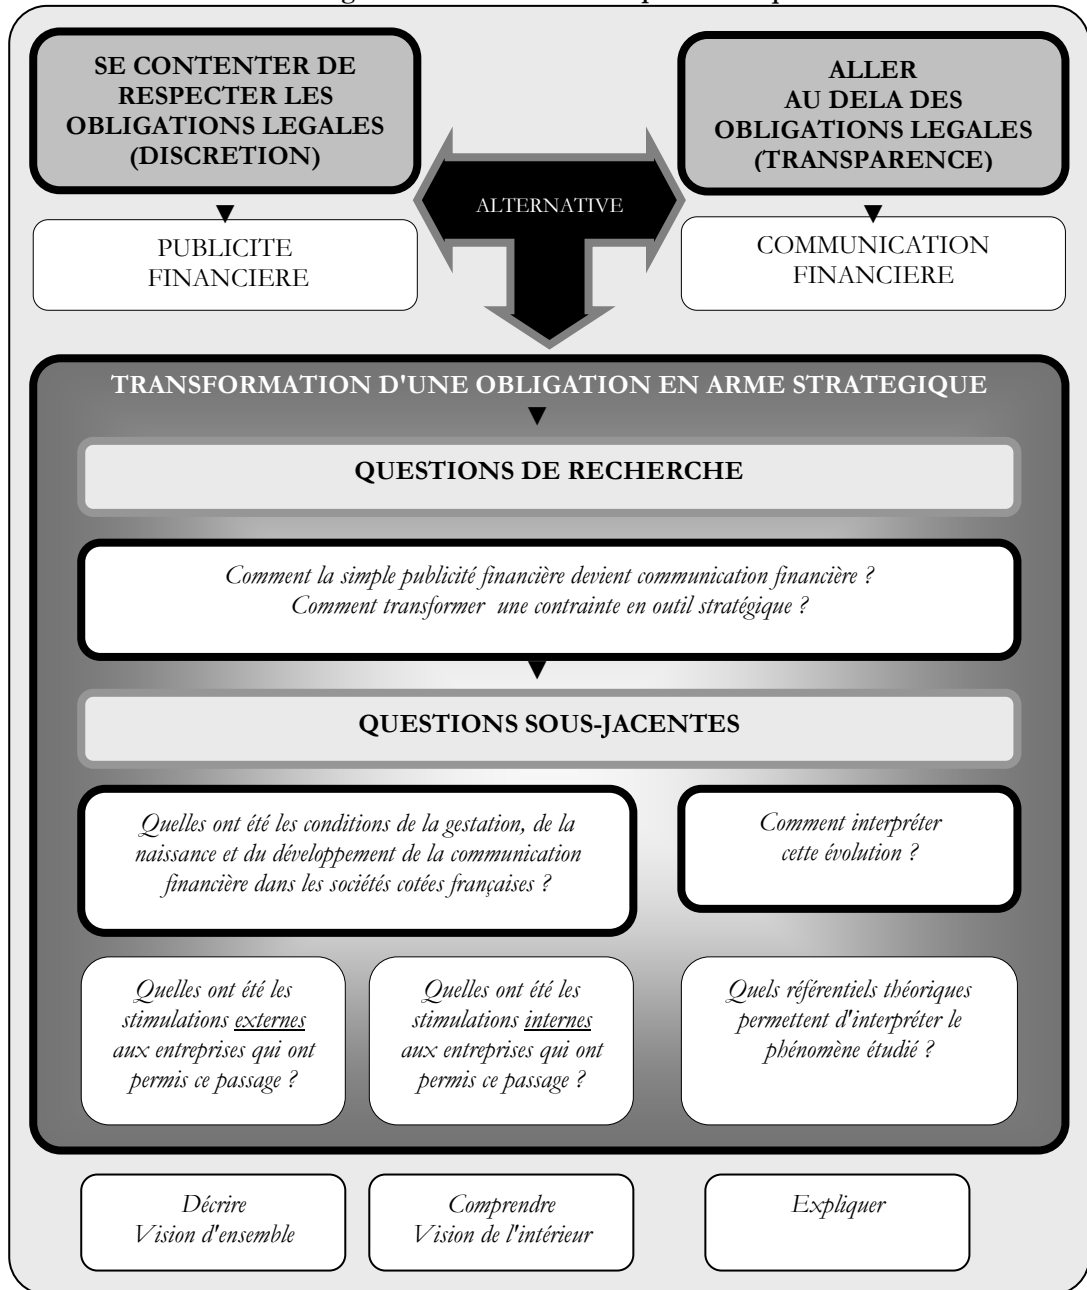 SE CONTENTER DE
RESPECTER LES
OBLIGATIONS LEGALES
(DISCRETION)
ALLER
AU DELA DES
OBLIGATIONS LEGALES
(TRANSPARENCE)
ALTERNATIVE
PUBLICITE
FINANCIERE
COMMUNICATION
FINANCIERE
TRANSFORMATION D'UNE OBLIGATION EN ARME STRATEGIQUE
QUESTIONS DE RECHERCHE
Comment la simple publicité financière devient communication financière ?
Comment transformer une contrainte en outil stratégique ?
QUESTIONS SOUS-JACENTES
Quelles ont été les conditions de la gestation, de la
naissance et du développement de la communication
financière dans les sociétés cotées françaises ?
Comment interpréter
cette évolution ?
Quelles ont été les
stimulations externes
aux entreprises qui ont
permis ce passage ?
Quelles ont été les
stimulations internes
aux entreprises qui ont
permis ce passage ?
Quels référentiels théoriques
permettent d'interpréter le
phénomène étudié ?
Décrire
Vision d'ensemble
Comprendre
Vision de l'intérieur
Expliquer